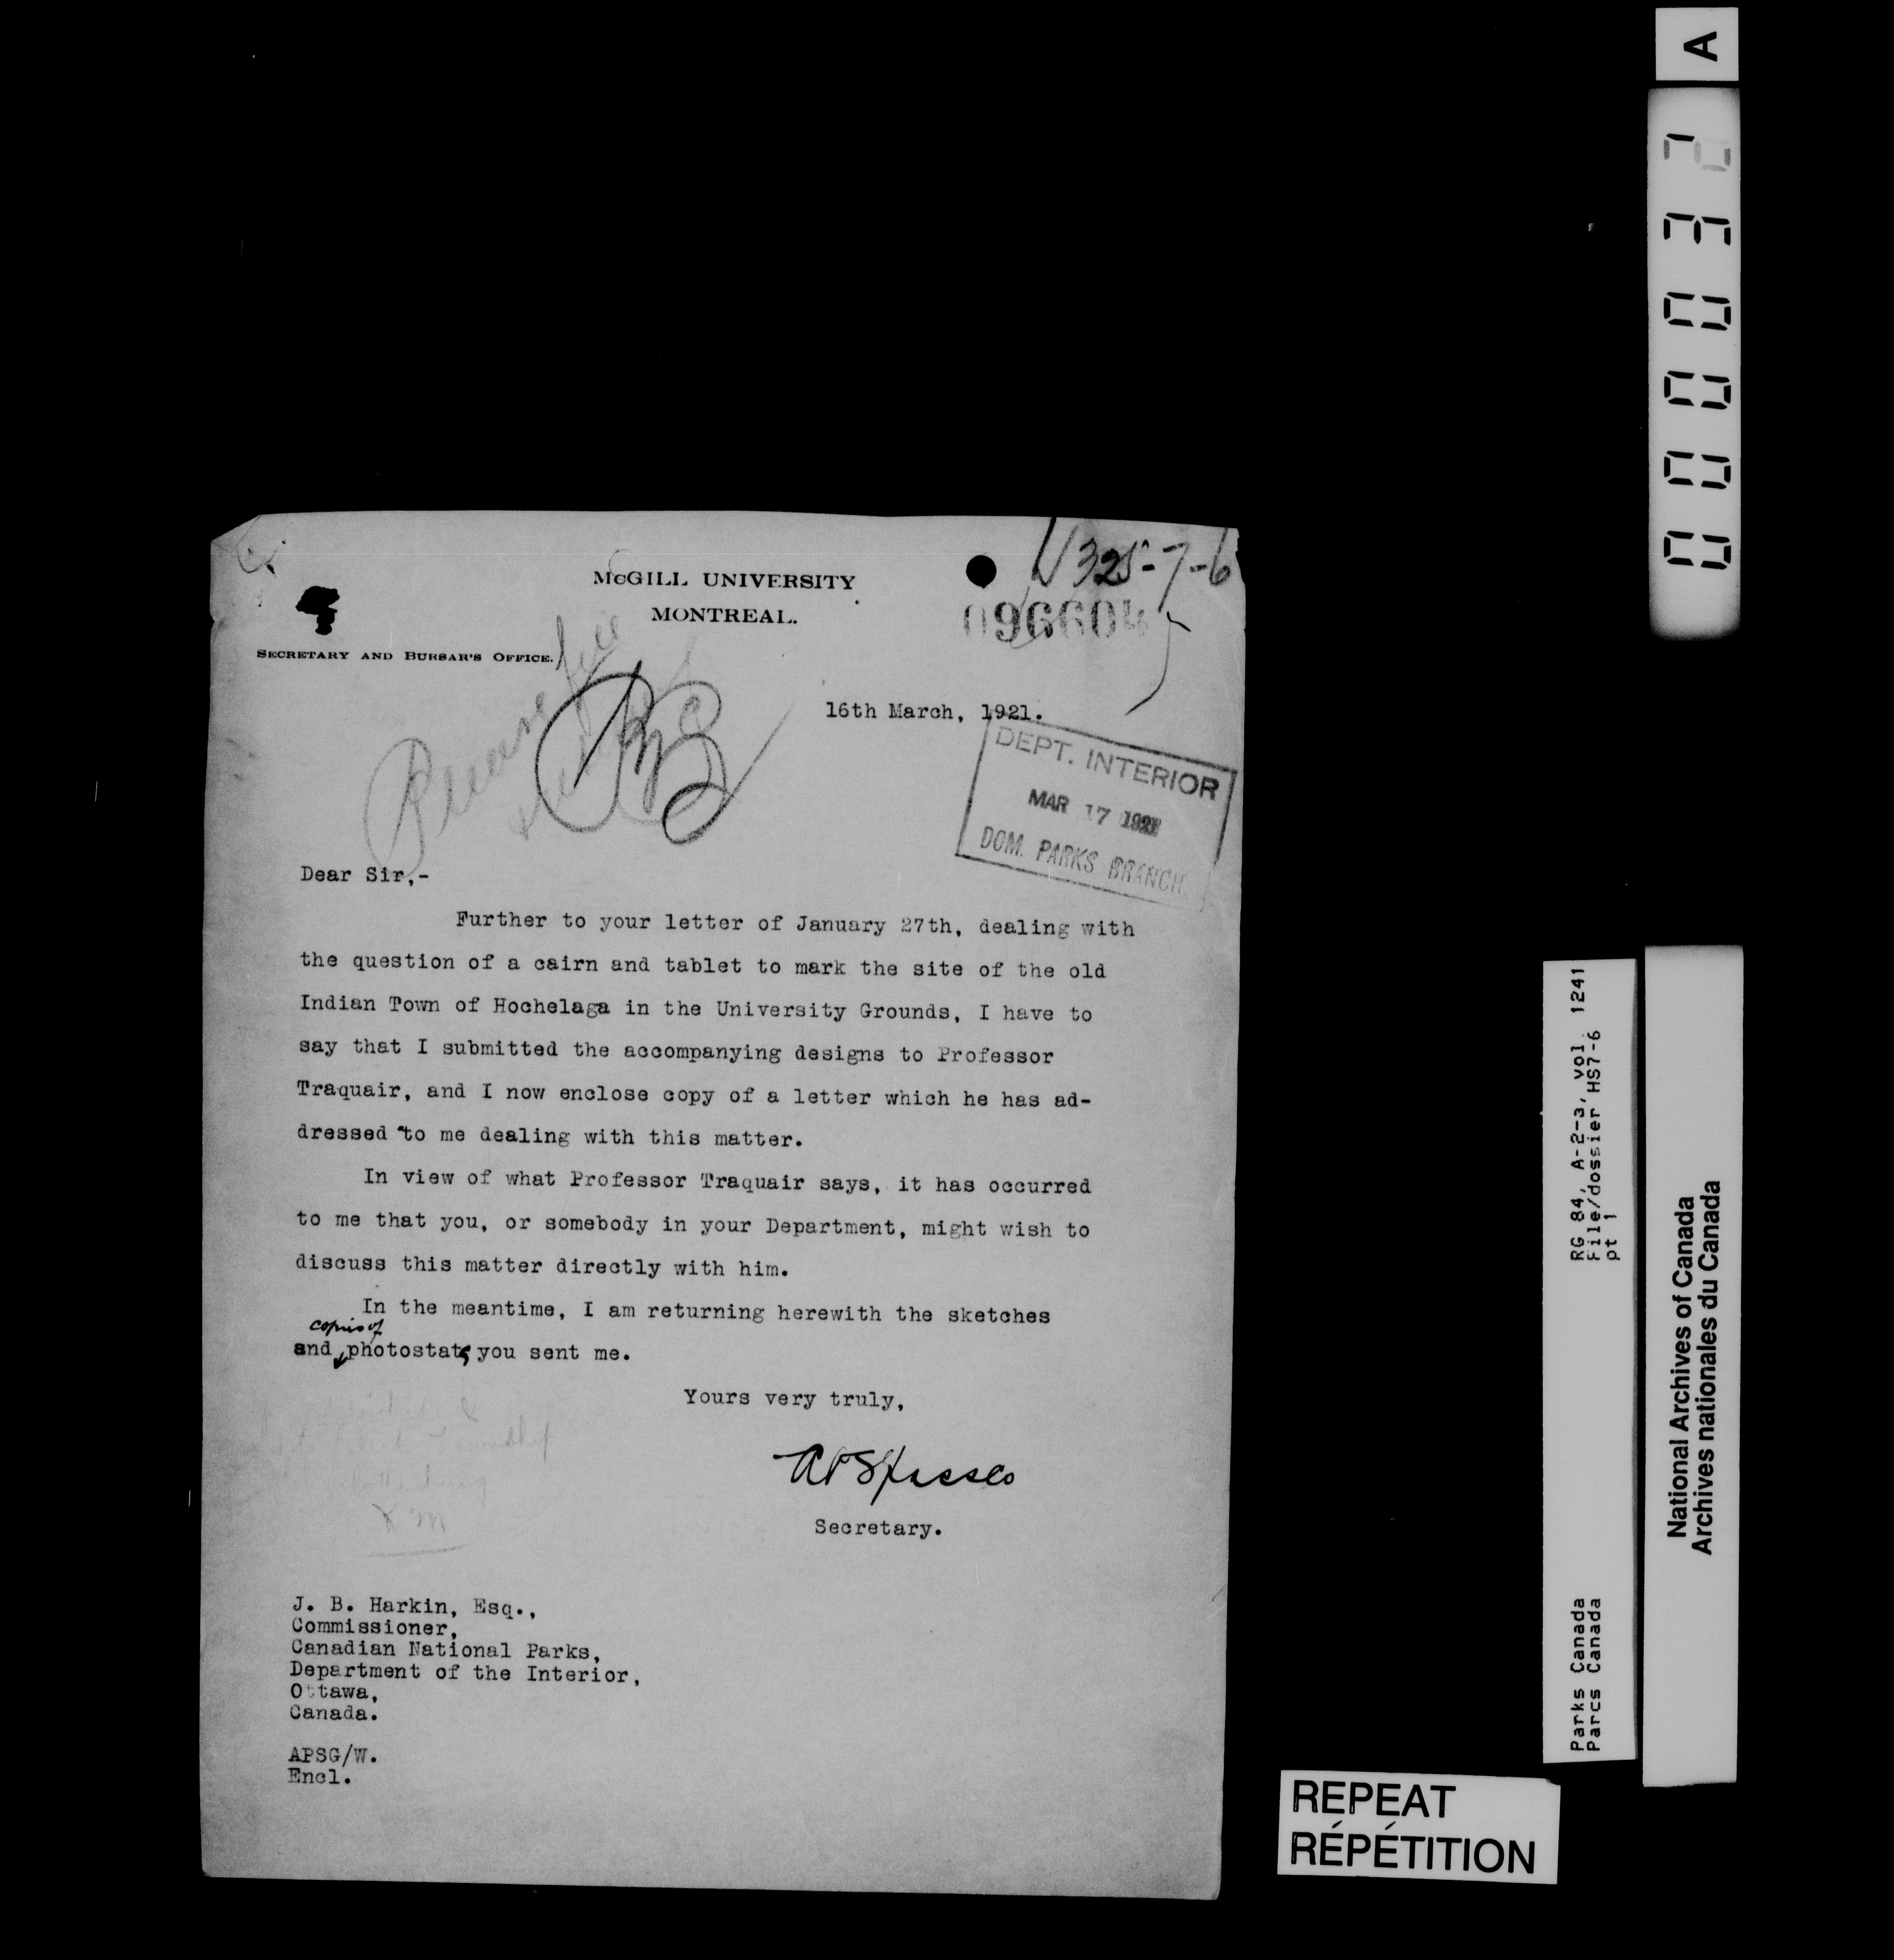 McGILL UNIVERSITY
MONTREAL.
SECRETARY AND BURSAR'S OFFICE.
325-7-6
096604
16th March, 1921.
DEPT. INTERIOR
MAR 17 1921
DOM. PARKS BRANCH.
Dear Sir,-
Further to your letter of January 27th, dealing with
the question of a cairn and tablet to mark the site of the old
Indian Town of Hochelaga in the University Grounds, I have to
say that I submitted the accompanying designs to Professor
Traquair, and I now enclose copy of a letter which he has ad-
dressed to me dealing with this matter.
In view of what Professor Traquair says, it has occurred
to me that you, or somebody in your Department, might wish to
discuss this matter directly with him.
In the meantime, I am returning herewith the sketches
copies of
and photostats you sent me.
Yours very truly,
Secretary.
J. B. Harkin, Esq.,
Commissioner,
Canadian National Parks,
Department of the Interior,
Ottawa,
Canada.
APSG/W.
Encl.
A
RG 84, A-2-3, vol. 1241
File/dossier HS7-6
pt 1
Parks Canada
Parcs Canada
National Archives of Canada
Archives nationales du Canada
REPEAT
RÉPÉTITION